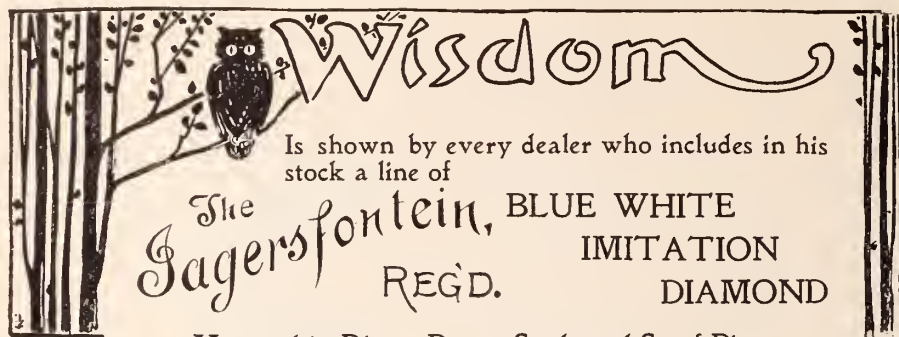 Wisdom
Is shown by every dealer who includes in his
stock a line of
The
Jagersfontein, BLUE WHITE
IMITATION
REG'D. DIAMOND